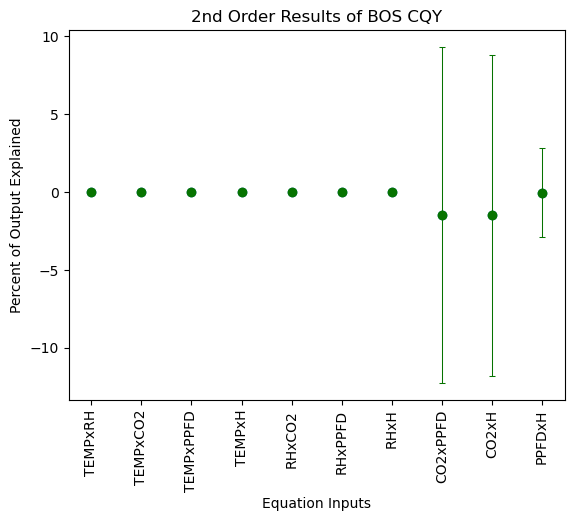 2nd Order Results of BOS CQY
Percent of Output Explained
10
5
0
−5
−10
TEMPxRH
TEMPxCO2
TEMPxPPFD
TEMPxH
RHxCO2
RHxPPFD
RHxH
CO2xPPFD
CO2xH
PPFDxH
Equation Inputs